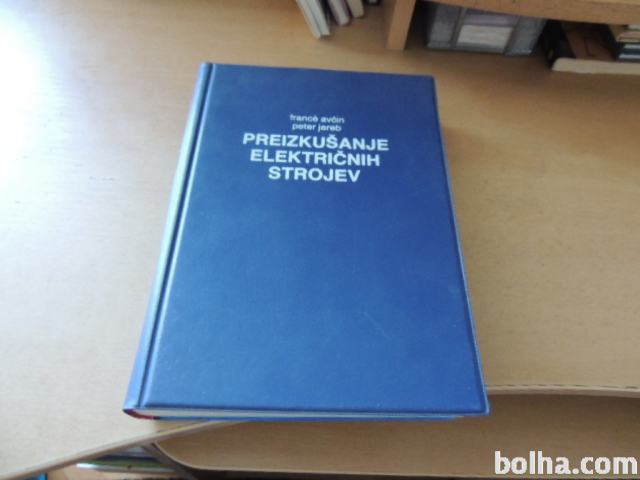 francè avčin
peter jereb
PREIZKUŠANJE
ELEKTRIČNIH
STROJEV
bolha.com